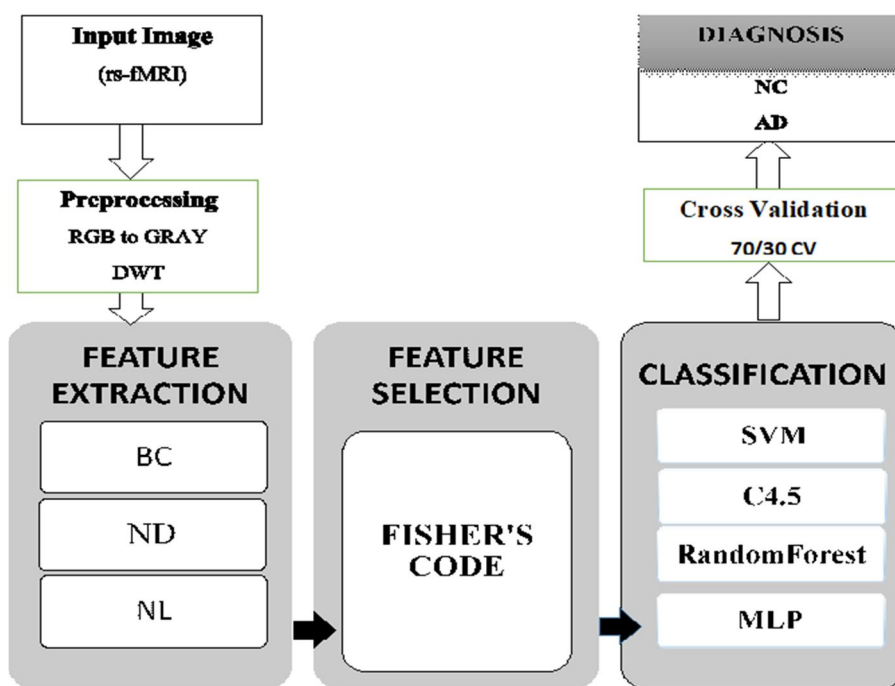 Input Image
(rs-fMRI)
Preprocessing
RGB to GRAY
DWT
FEATURE
EXTRACTION
BC
ND
NL
FEATURE
SELECTION
FISHER'S
CODE
CLASSIFICATION
SVM
C4.5
RandomForest
MLP
Cross Validation
70/30 CV
DIAGNOSIS
NC
AD